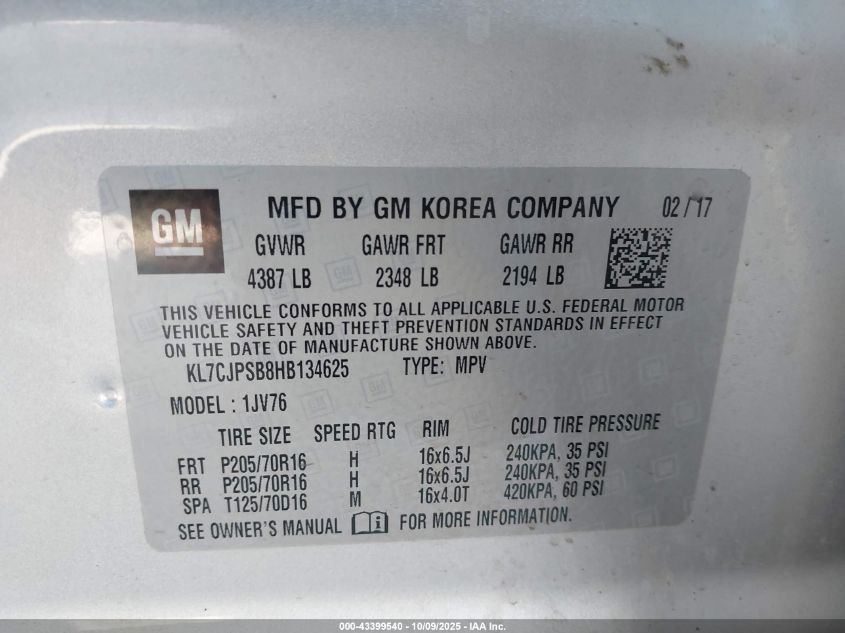 GM
MFD BY GM KOREA COMPANY 02/17
GVWR GAWR FRT GAWR RR
4387 LB 2348 LB 2194 LB
THIS VEHICLE CONFORMS TO ALL APPLICABLE U.S. FEDERAL MOTOR
VEHICLE SAFETY AND THEFT PREVENTION STANDARDS IN EFFECT
ON THE DATE OF MANUFACTURE SHOWN ABOVE.
KL7CJPSB8HB134625 TYPE: MPV
MODEL : 1JV76
TIRE SIZE SPEED RTG RIM COLD TIRE PRESSURE
FRT P205/70R16 H 16x6.5J 240KPA, 35 PSI
RR P205/70R16 H 16x6.5J 240KPA, 35 PSI
SPA T125/70D16 M 16x4.0T 420KPA, 60 PSI
SEE OWNER'S MANUAL FOR MORE INFORMATION.
000-43399540 - 10/09/2025 - IAA Inc.